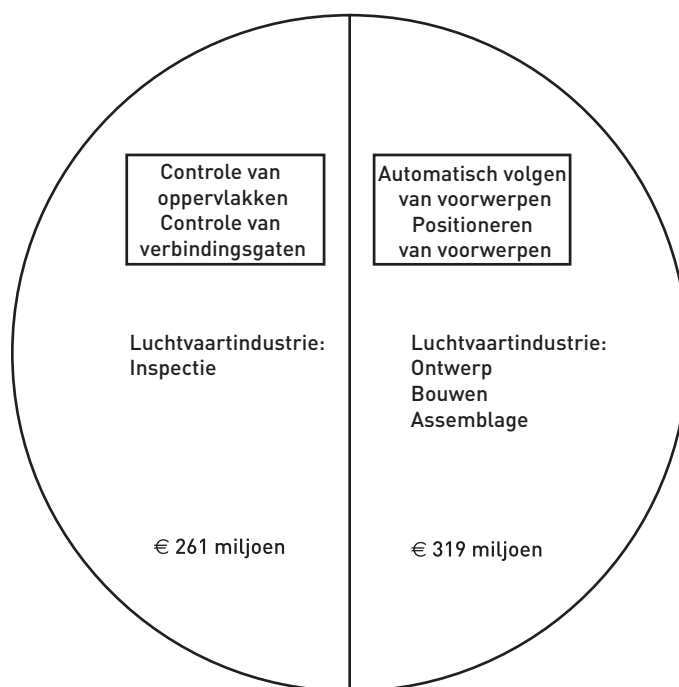 Controle van
oppervlakken
Controle van
verbindingsgaten
Luchtvaartindustrie:
Inspectie
€ 261 miljoen
Automatisch volgen
van voorwerpen
Positioneren
van voorwerpen
Luchtvaartindustrie:
Ontwerp
Bouwen
Assemblage
€ 319 miljoen